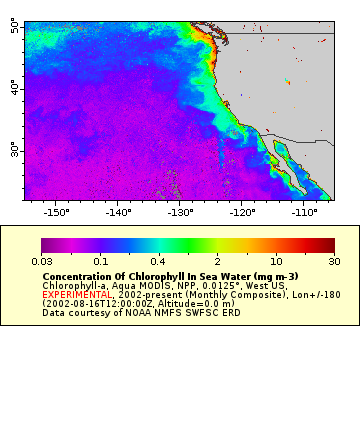 50°
40°
30°
-150° -140° -130° -120° -110°
0.03 0.1 0.4 2 10 30
Concentration Of Chlorophyll In Sea Water (mg m-3)
Chlorophyll-a, Aqua MODIS, NPP, 0.0125°, West US,
EXPERIMENTAL, 2002-present (Monthly Composite), Lon+/-180
(2002-08-16T12:00:00Z, Altitude=0.0 m)
Data courtesy of NOAA NMFS SWFSC ERD